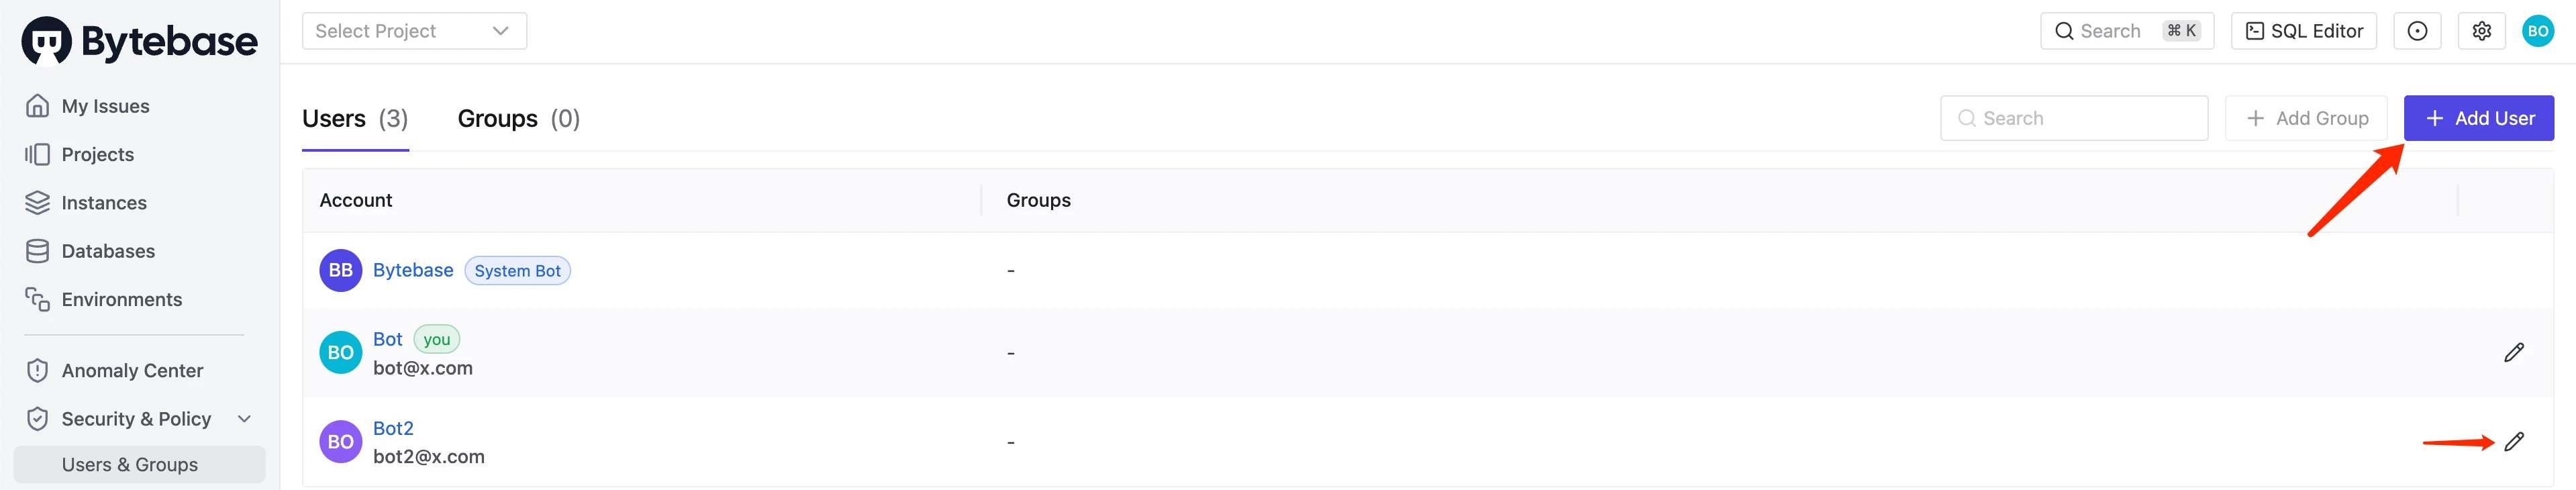 Bytebase
Select Project
Search ⌘ K
SQL Editor
BO
My Issues
Projects
Instances
Databases
Environments
Anomaly Center
Security & Policy
Users & Groups
Users (3)
Groups (0)
Search
+ Add Group
+ Add User
Account
Groups
BB Bytebase System Bot
-
BO Bot you
bot@x.com
-
BO Bot2
bot2@x.com
-